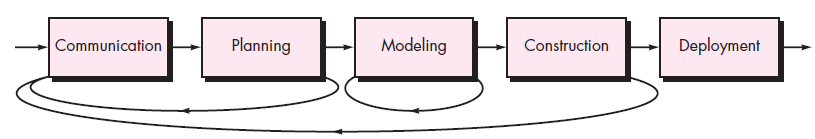 Communication
Planning
Modeling
Construction
Deployment